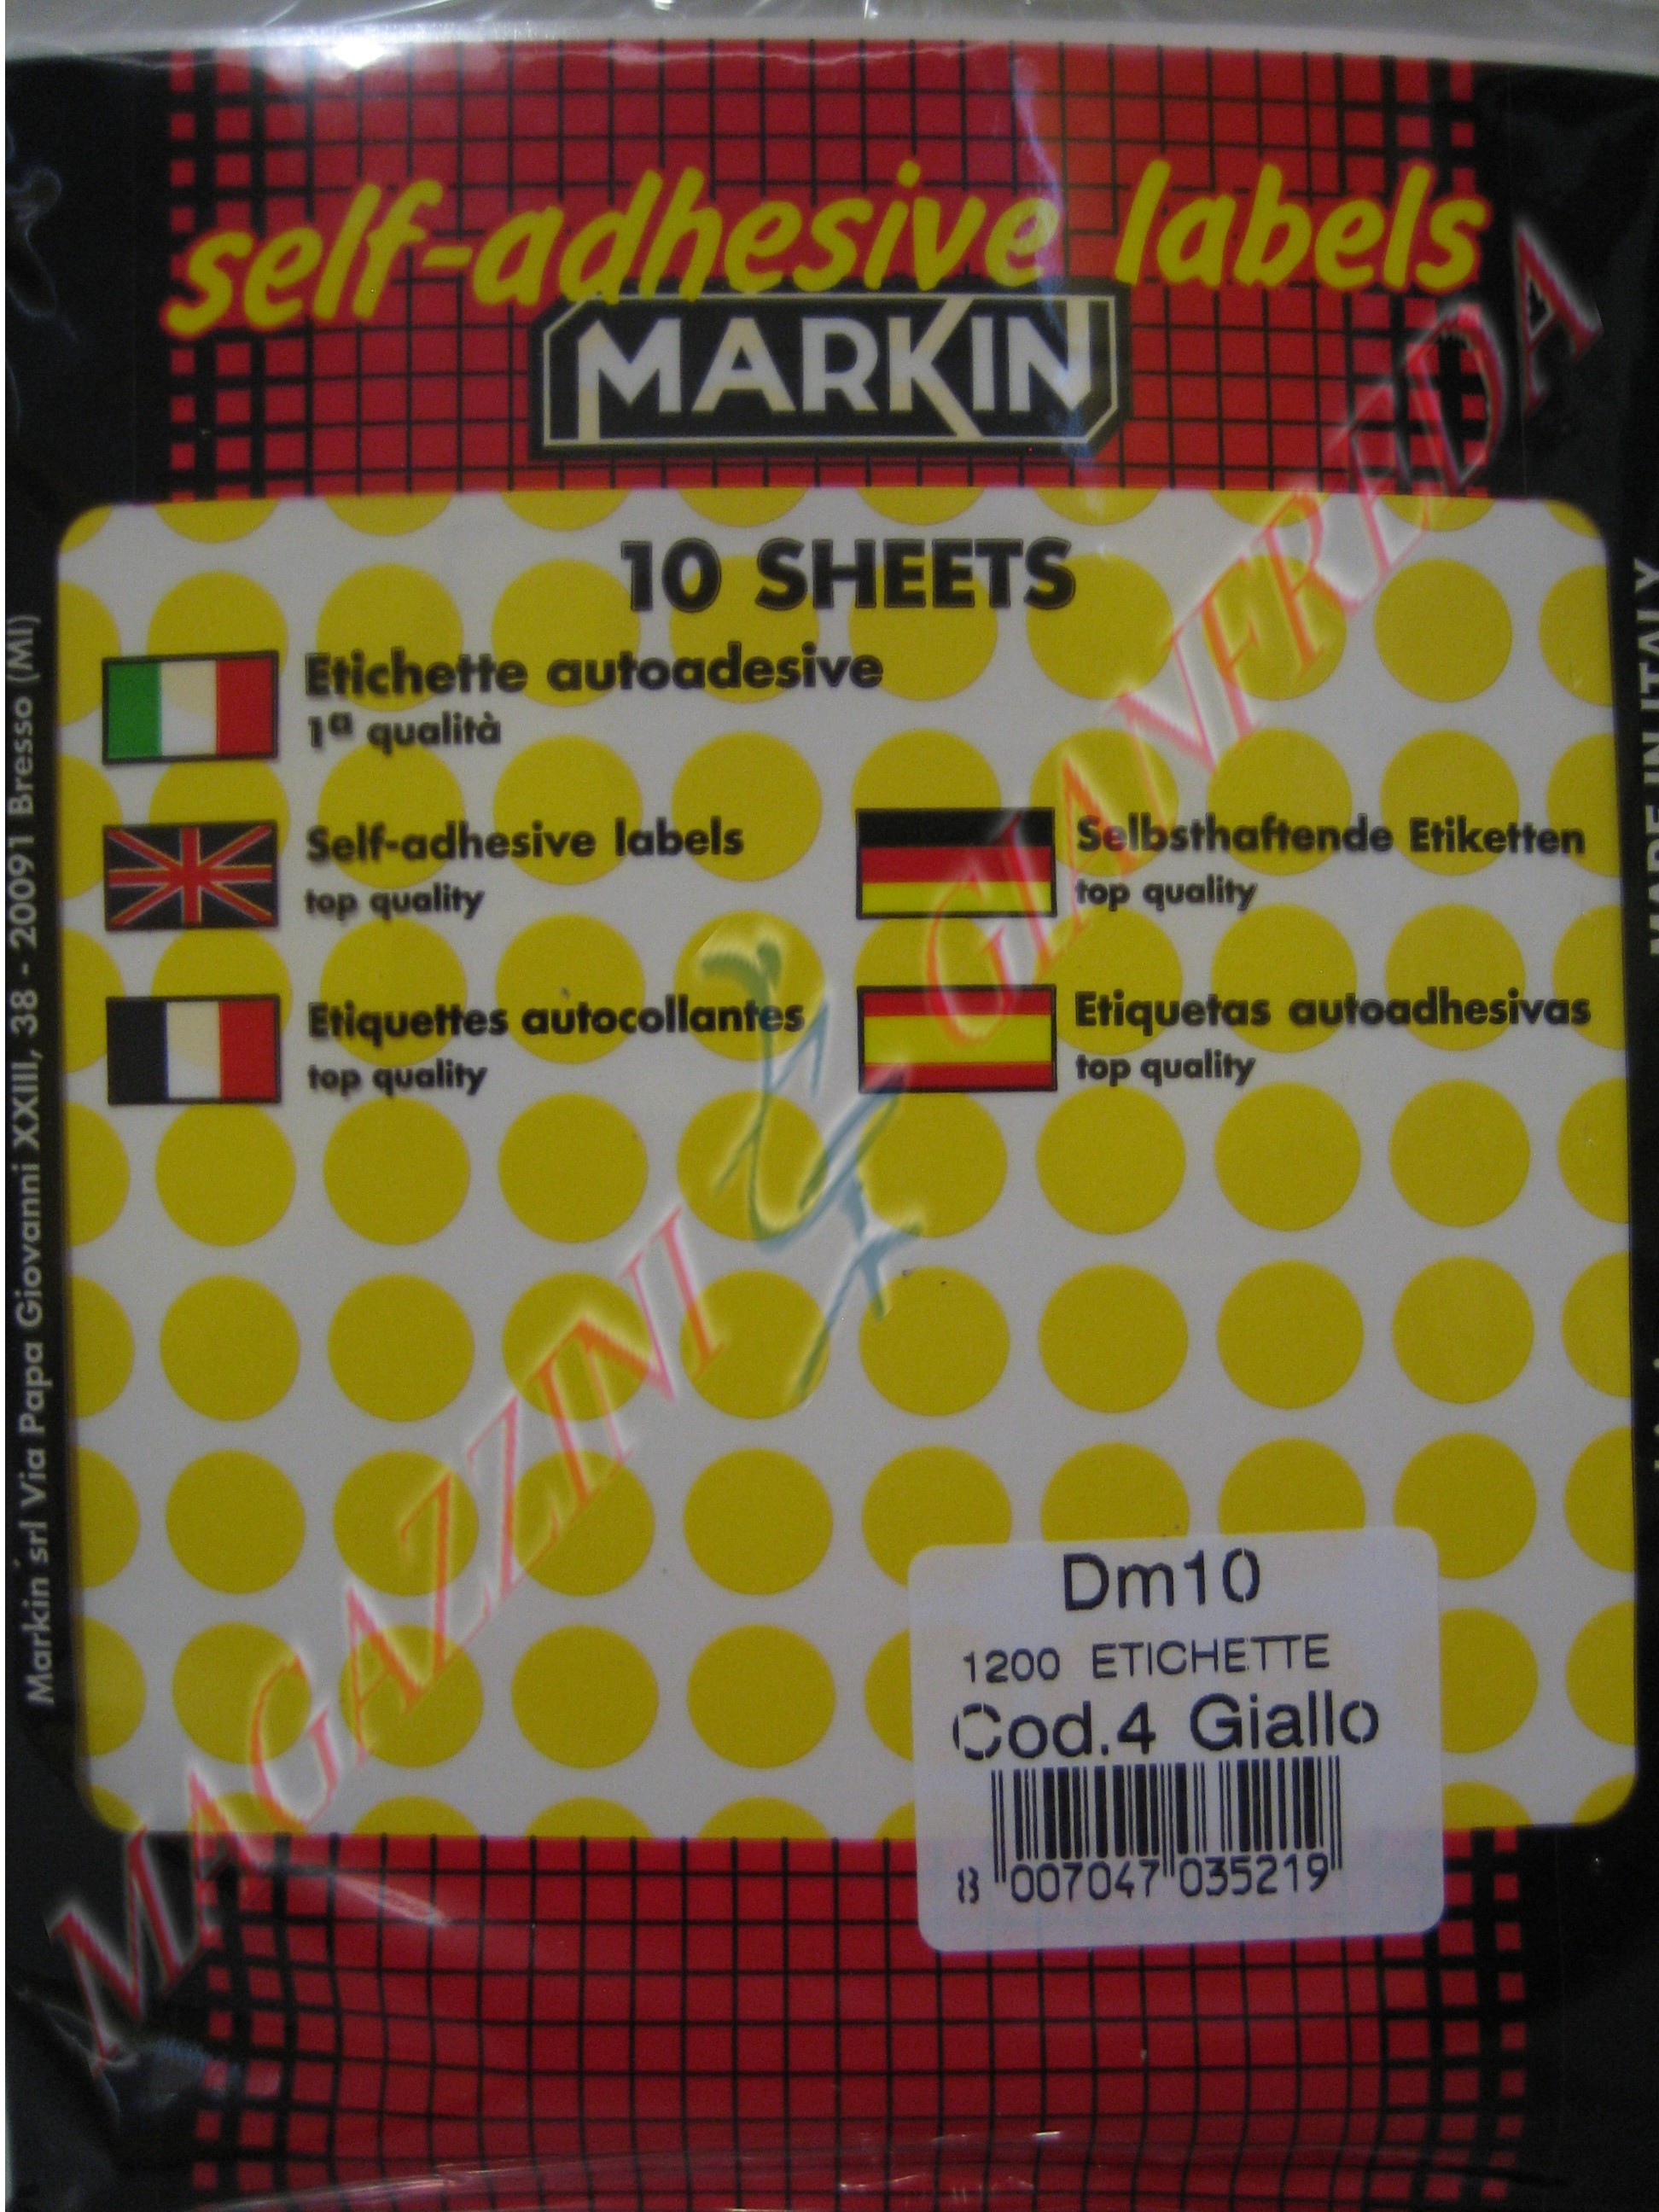 self-adhesive labels
MARKIN
10 SHEETS
Etichette autoadesive
1ª qualità
Self-adhesive labels
top quality
Selbsthaftende Etiketten
top quality
Etiquettes autocollantes
top quality
Etiquetas autoadhesivas
top quality
Markin srl Via Papa Giovanni XXIII, 38 - 20091 Bresso (MI)
MADE IN ITALY
MAGAZZINI GIANFREDA
Dm10
1200 ETICHETTE
Cod.4 Giallo
8 007047 035219